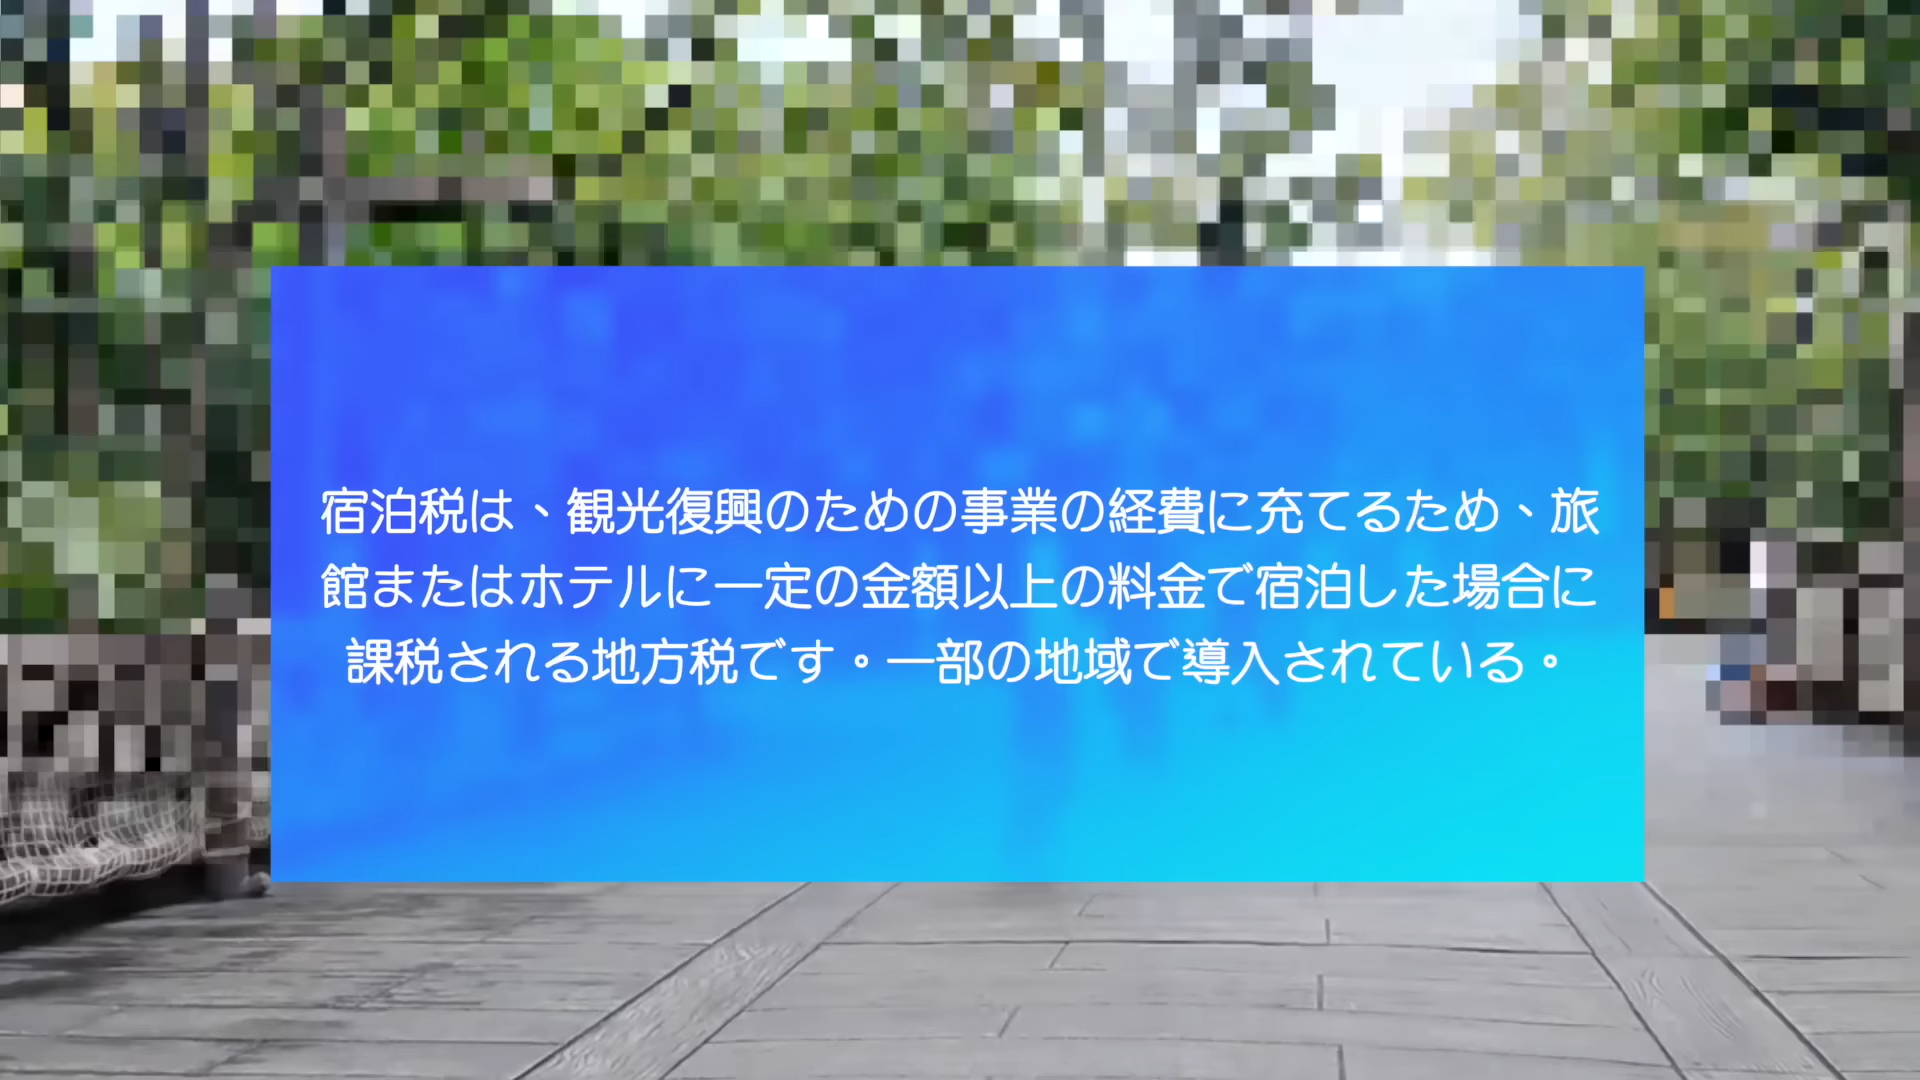 宿泊税は、観光復興のための事業の経費に充てるため、旅
館またはホテルに一定の金額以上の料金で宿泊した場合に
課税される地方税です。一部の地域で導入されている。